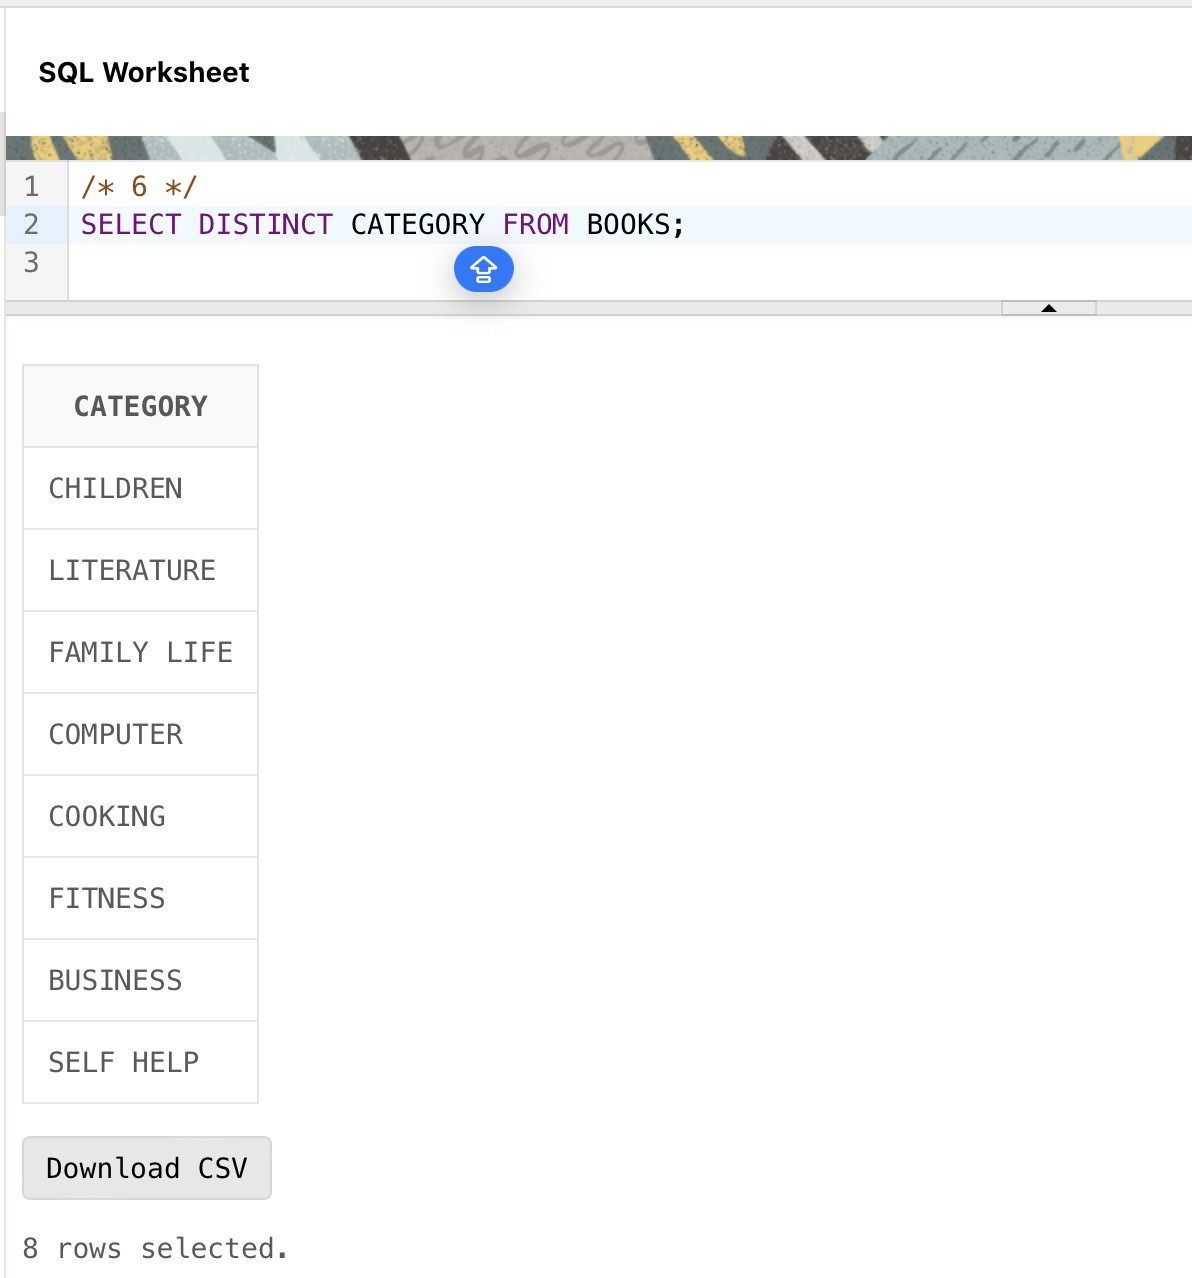 SQL Worksheet
1 /* 6 */
2 SELECT DISTINCT CATEGORY FROM BOOKS;
3
CATEGORY
CHILDREN
LITERATURE
FAMILY LIFE
COMPUTER
COOKING
FITNESS
BUSINESS
SELF HELP
Download CSV
8 rows selected.